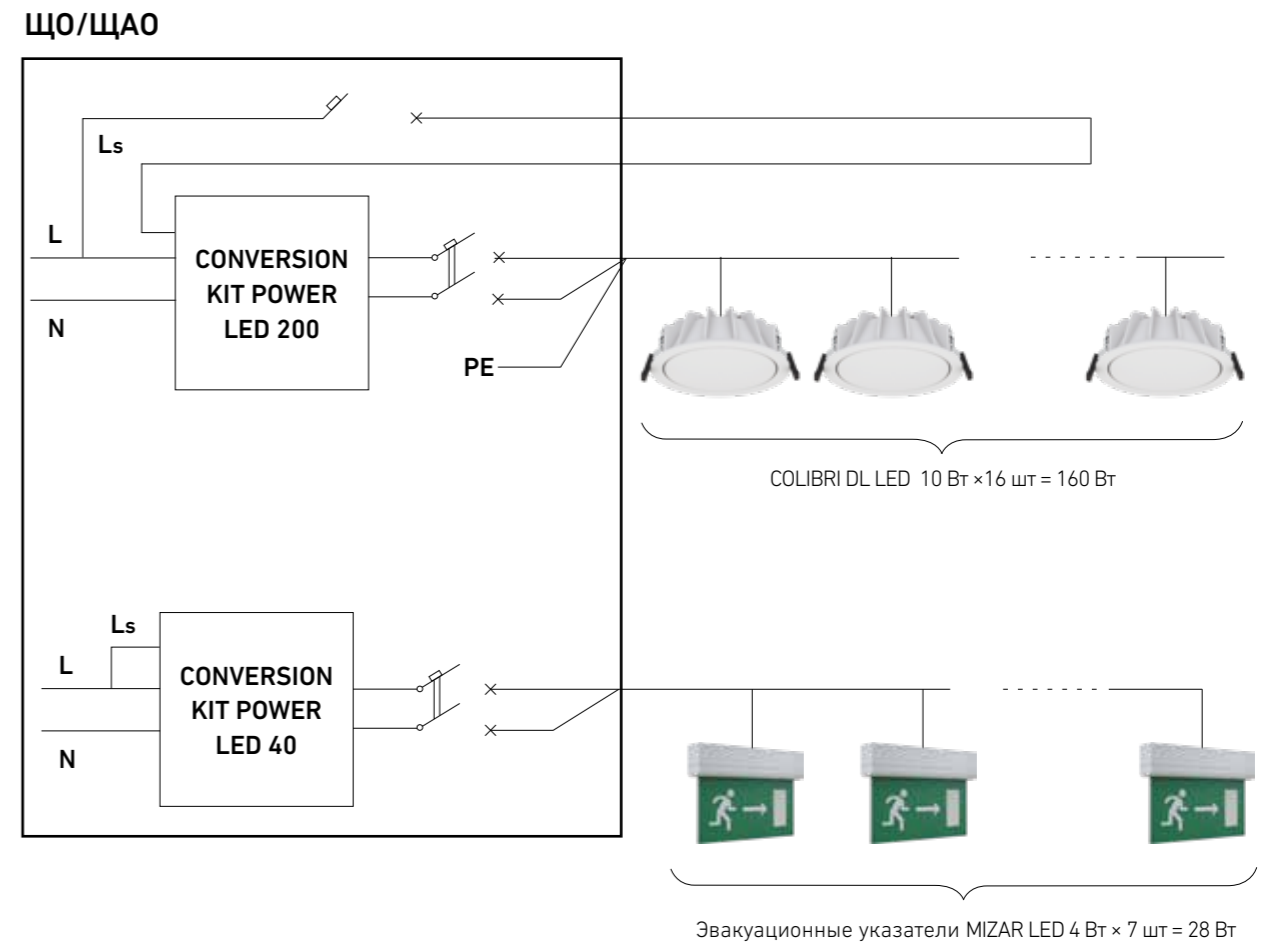 ЩО/ЩАО
Ls
L
N
CONVERSION
KIT POWER
LED 200
PE
COLIBRI DL LED 10 Вт ×16 шт = 160 Вт
Ls
L
N
CONVERSION
KIT POWER
LED 40
Эвакуационные указатели MIZAR LED 4 Вт × 7 шт = 28 Вт